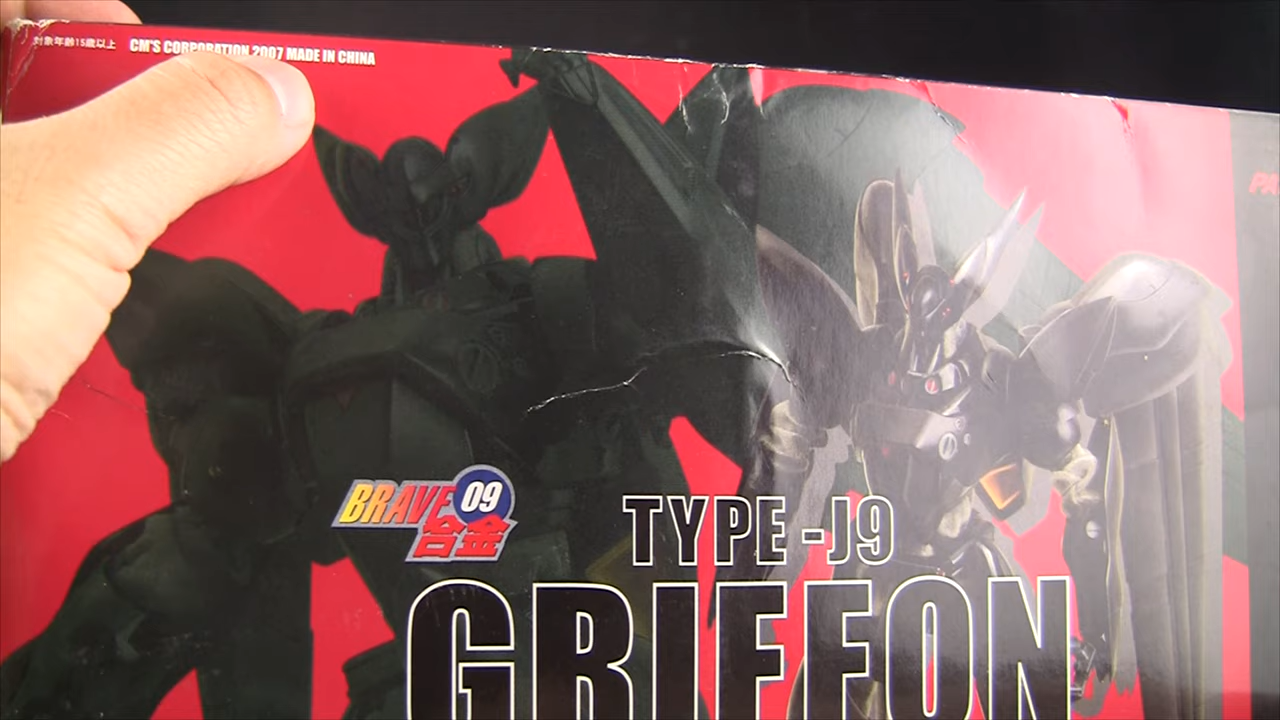 対象年齢15歳以上 CM'S CORPORATION 2007 MADE IN CHINA
PA
BRAVE 09
合金
TYPE-J9
GRIFFON